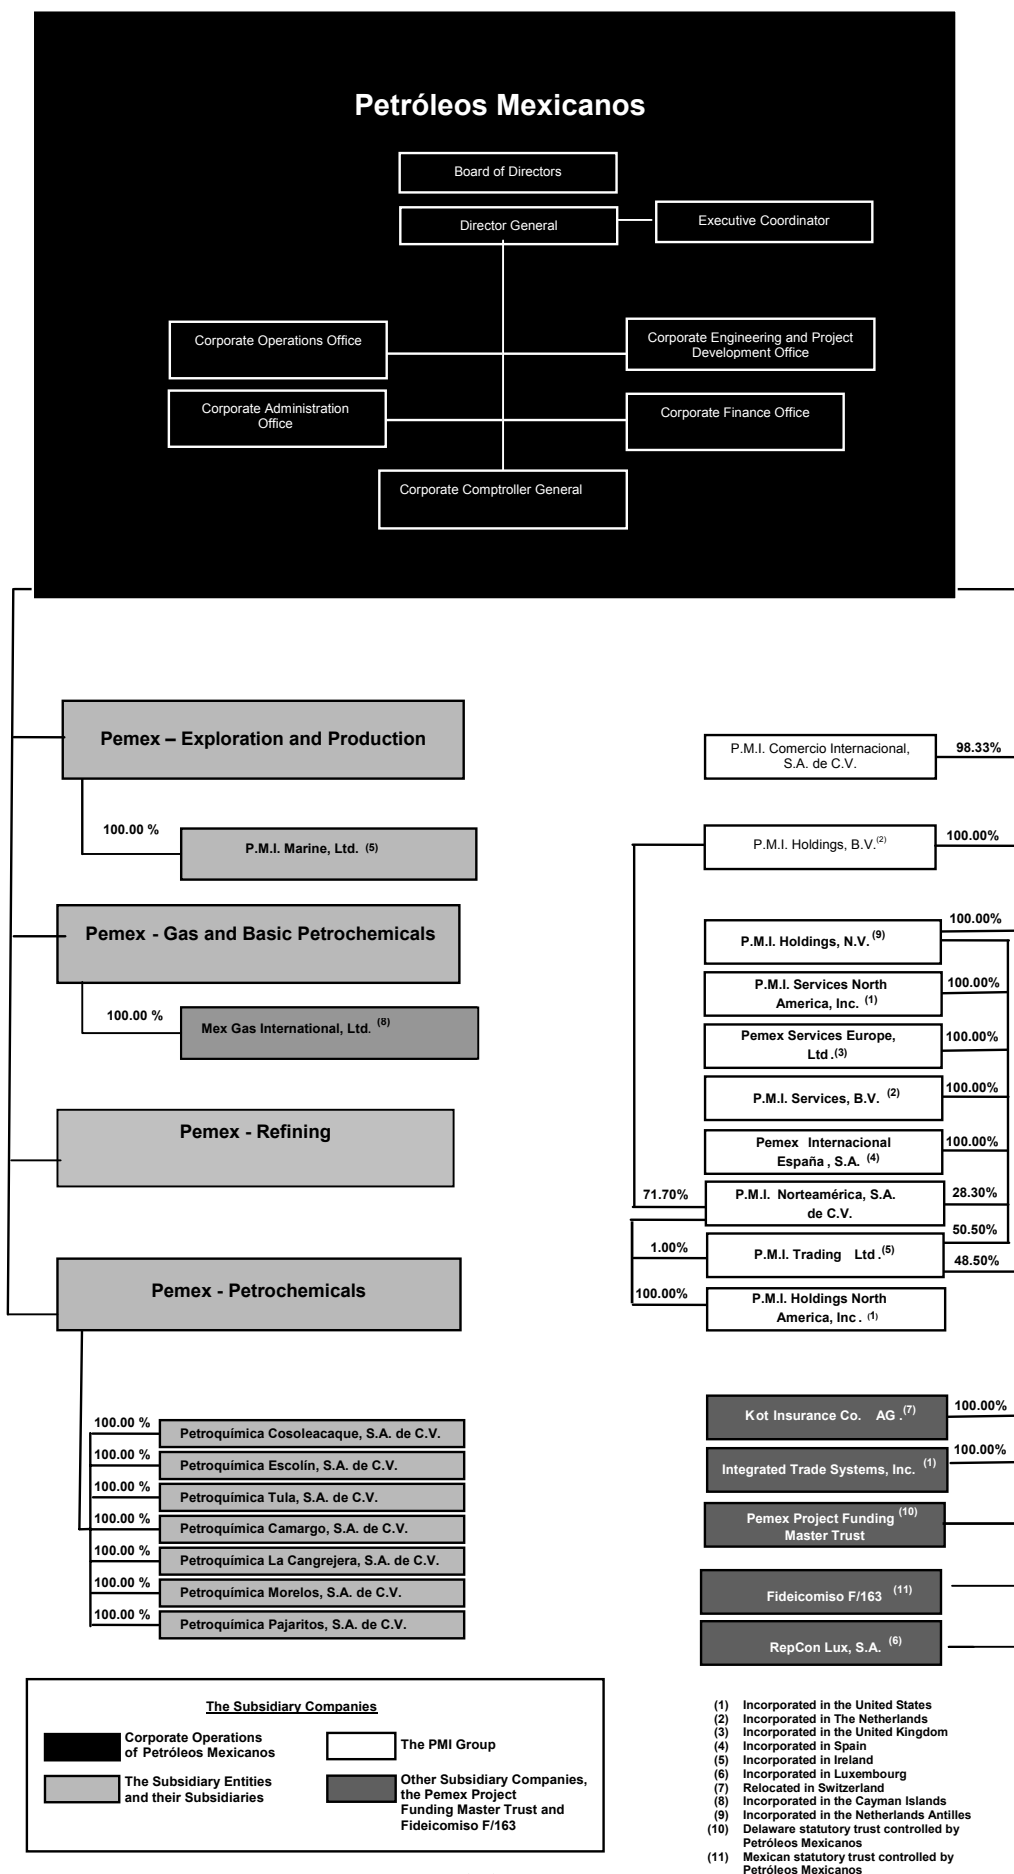 Petróleos Mexicanos
Board of Directors
Director General
Executive Coordinator
Corporate Operations Office
Corporate Engineering and Project
Development Office
Corporate Administration
Office
Corporate Finance Office
Corporate Comptroller General
Pemex – Exploration and Production
100.00 %
P.M.I. Marine, Ltd. (5)
Pemex - Gas and Basic Petrochemicals
100.00 %
Mex Gas International, Ltd. (8)
Pemex - Refining
Pemex - Petrochemicals
100.00 %
Petroquímica Cosoleacaque, S.A. de C.V.
100.00 %
Petroquímica Escolín, S.A. de C.V.
100.00 %
Petroquímica Tula, S.A. de C.V.
100.00 %
Petroquímica Camargo, S.A. de C.V.
100.00 %
Petroquímica La Cangrejera, S.A. de C.V.
100.00 %
Petroquímica Morelos, S.A. de C.V.
100.00 %
Petroquímica Pajaritos, S.A. de C.V.
P.M.I. Comercio Internacional,
S.A. de C.V.
98.33%
P.M.I. Holdings, B.V.(2)
100.00%
P.M.I. Holdings, N.V. (9)
100.00%
P.M.I. Services North
America, Inc. (1)
100.00%
Pemex Services Europe,
Ltd.(3)
100.00%
P.M.I. Services, B.V. (2)
100.00%
Pemex Internacional
España, S.A. (4)
100.00%
71.70%
P.M.I. Norteamérica, S.A.
de C.V.
28.30%
50.50%
1.00%
P.M.I. Trading Ltd.(5)
48.50%
100.00%
P.M.I. Holdings North
America, Inc. (1)
Kot Insurance Co. AG.(7)
100.00%
Integrated Trade Systems, Inc. (1)
100.00%
Pemex Project Funding (10)
Master Trust
Fideicomiso F/163 (11)
RepCon Lux, S.A. (6)
The Subsidiary Companies
Corporate Operations
of Petróleos Mexicanos
The PMI Group
The Subsidiary Entities
and their Subsidiaries
Other Subsidiary Companies,
the Pemex Project
Funding Master Trust and
Fideicomiso F/163
(1) Incorporated in the United States
(2) Incorporated in The Netherlands
(3) Incorporated in the United Kingdom
(4) Incorporated in Spain
(5) Incorporated in Ireland
(6) Incorporated in Luxembourg
(7) Relocated in Switzerland
(8) Incorporated in the Cayman Islands
(9) Incorporated in the Netherlands Antilles
(10) Delaware statutory trust controlled by
Petróleos Mexicanos
(11) Mexican statutory trust controlled by
Petróleos Mexicanos